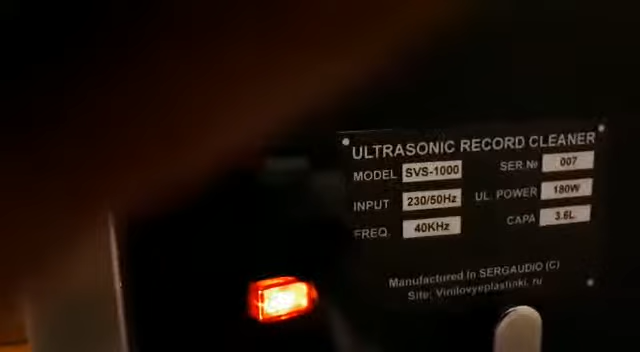 ULTRASONIC RECORD CLEANER
MODEL SVS-1000 SER.№ 007
INPUT 230/50Hz UL. POWER 180W
FREQ. 40KHz CAPA 3.6L
Manufactured in SERGAUDIO (C)
Site: Vinilovyeplastinki. ru